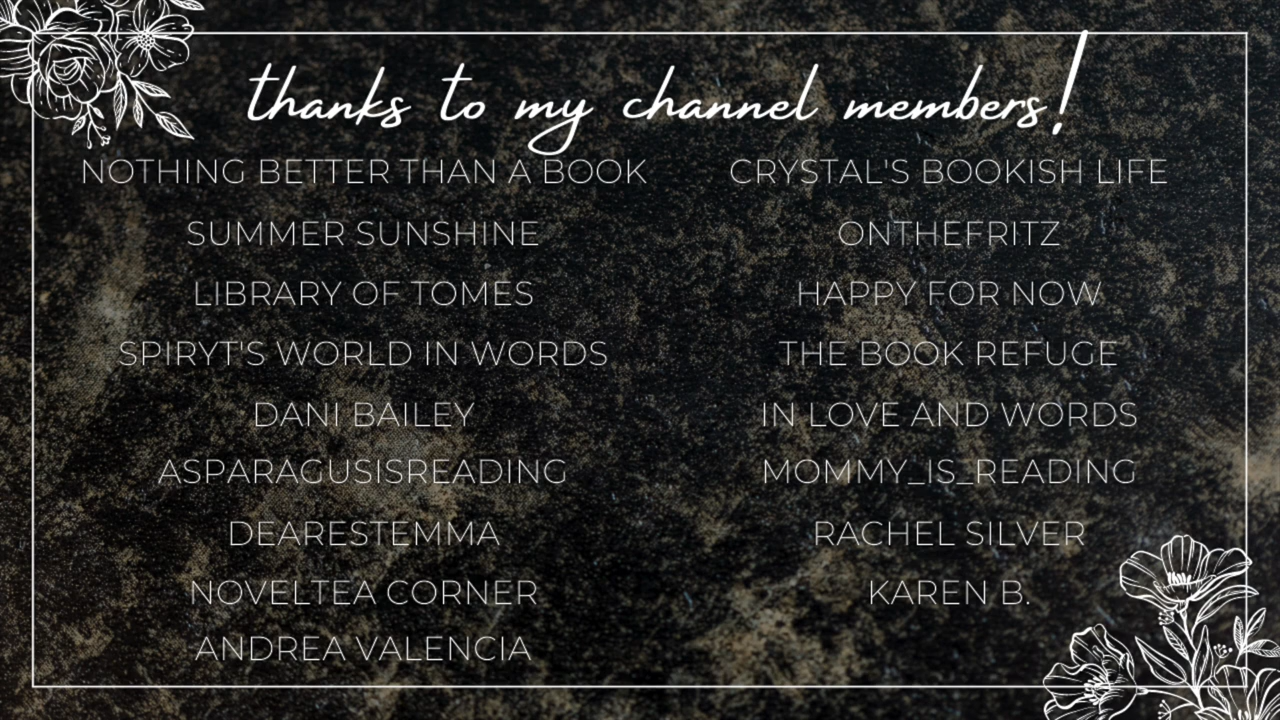 thanks to my channel members!
NOTHING BETTER THAN A BOOK
SUMMER SUNSHINE
LIBRARY OF TOMES
SPIRYT'S WORLD IN WORDS
DANI BAILEY
ASPARAGUSISREADING
DEARESTEMMA
NOVELTEA CORNER
ANDREA VALENCIA
CRYSTAL'S BOOKISH LIFE
ONTHEFRITZ
HAPPY FOR NOW
THE BOOK REFUGE
IN LOVE AND WORDS
MOMMY_IS_READING
RACHEL SILVER
KAREN B.